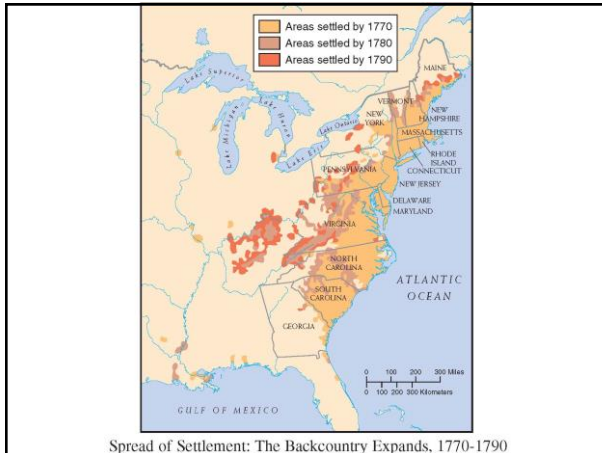 Areas settled by 1770
Areas settled by 1780
Areas settled by 1790
Lake Superior
Lake Michigan
Lake Huron
Lake Ontario
Lake Erie
MAINE
VERMONT
NEW
HAMPSHIRE
NEW
YORK
MASSACHUSETTS
RHODE
ISLAND
CONNECTICUT
PENNSYLVANIA
NEW JERSEY
DELAWARE
MARYLAND
VIRGINIA
NORTH
CAROLINA
SOUTH
CAROLINA
GEORGIA
ATLANTIC
OCEAN
0 100 200 300 Miles
0 100 200 300 Kilometers
GULF OF MEXICO
Spread of Settlement: The Backcountry Expands, 1770-1790